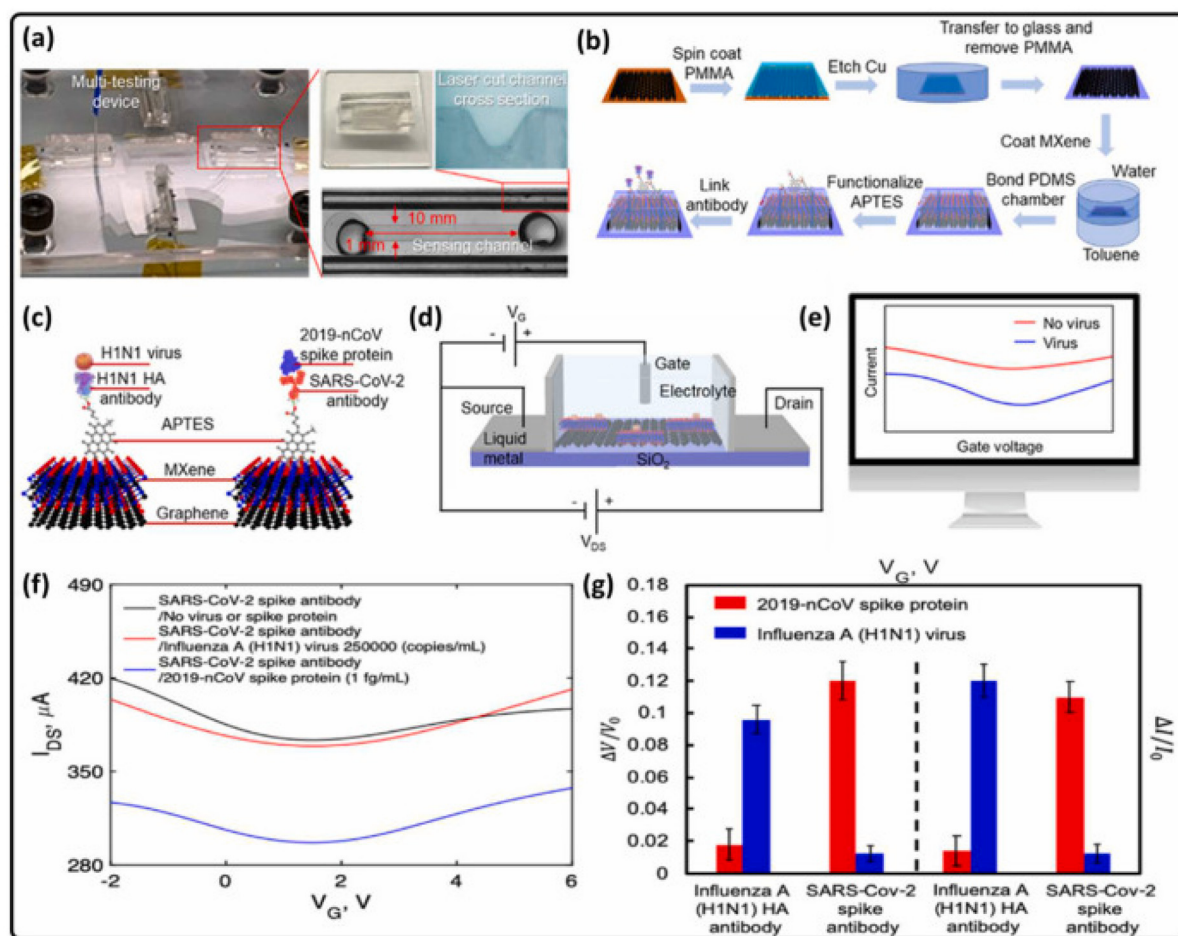 (a)
Multi-testing
device
Laser cut channel
cross section
10 mm
1 mm
Sensing channel
(b)
Spin coat
PMMA
Etch Cu
Transfer to glass and
remove PMMA
Coat MXene
Water
Toluene
Bond PDMS
chamber
Functionalize
APTES
Link
antibody
(c)
H1N1 virus
H1N1 HA
antibody
2019-nCoV
spike protein
SARS-CoV-2
antibody
APTES
MXene
Graphene
(d)
VG
- +
Gate
Electrolyte
Source
Drain
Liquid
metal
SiO2
- +
VDS
(e)
No virus
Virus
Current
Gate voltage
(f)
490
420
350
280
IDS, μA
SARS-CoV-2 spike antibody
/No virus or spike protein
SARS-CoV-2 spike antibody
/Influenza A (H1N1) virus 250000 (copies/mL)
SARS-CoV-2 spike antibody
/2019-nCoV spike protein (1 fg/mL)
-2 0 2 4 6
VG, V
(g)
VG, V
0.18
0.16
0.14
0.12
0.1
0.08
0.06
0.04
0.02
0
ΔV/V0
ΔI/I0
2019-nCoV spike protein
Influenza A (H1N1) virus
Influenza A
(H1N1) HA
antibody
SARS-Cov-2
spike
antibody
Influenza A
(H1N1) HA
antibody
SARS-Cov-2
spike
antibody